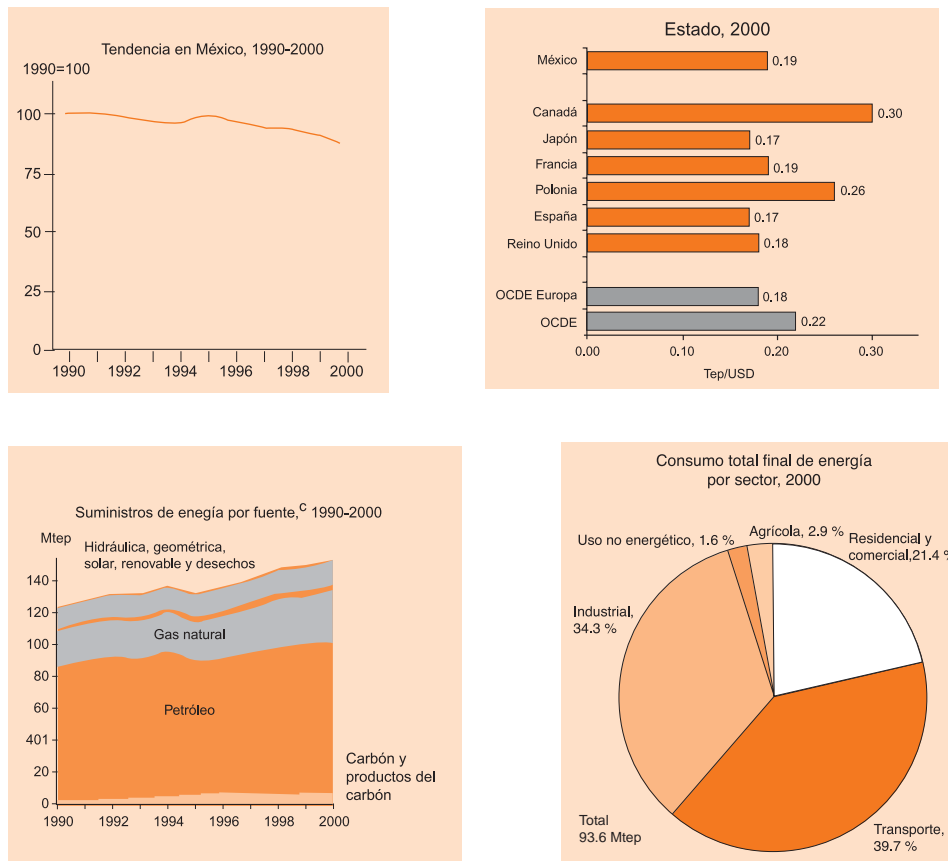 Tendencia en México, 1990-2000
1990=100
100
75
50
25
0
1990
1992
1994
1996
1998
2000
Estado, 2000
México
0.19
Canadá
0.30
Japón
0.17
Francia
0.19
Polonia
0.26
España
0.17
Reino Unido
0.18
OCDE Europa
0.18
OCDE
0.22
0.00
0.10
0.20
0.30
Tep/USD
Suministros de enegía por fuente,c 1990-2000
Mtep
Hidráulica, geométrica,
solar, renovable y desechos
140
120
100
80
60
401
20
0
Gas natural
Petróleo
Carbón y
productos del
carbón
1990
1992
1994
1996
1998
2000
Consumo total final de energía
por sector, 2000
Uso no energético, 1.6 %
Agrícola, 2.9 %
Residencial y
comercial,21.4 %
Industrial,
34.3 %
Total
93.6 Mtep
Transporte,
39.7 %